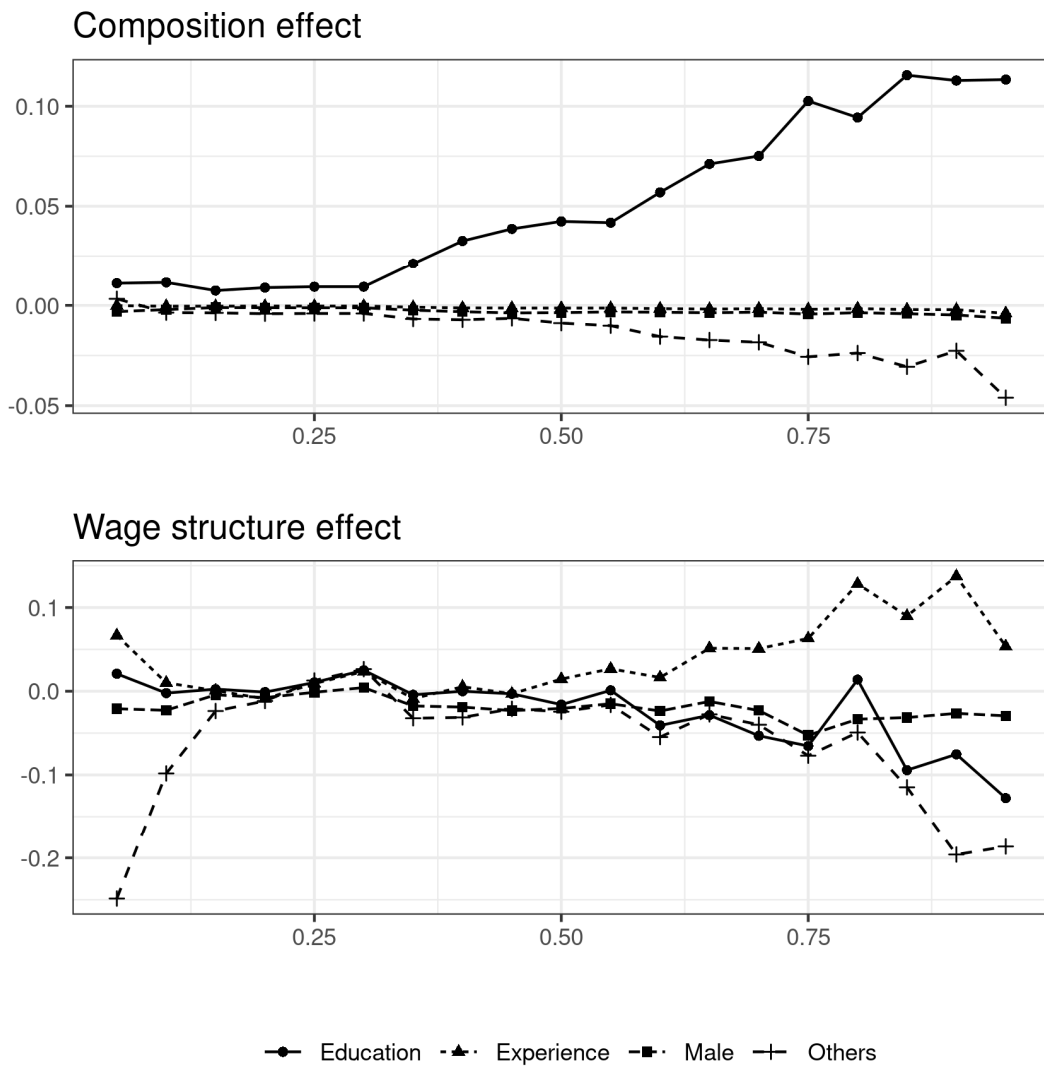 Composition effect
0.10
0.05
0.00
-0.05
0.25 0.50 0.75
Wage structure effect
0.1
0.0
-0.1
-0.2
0.25 0.50 0.75
Education Experience Male Others